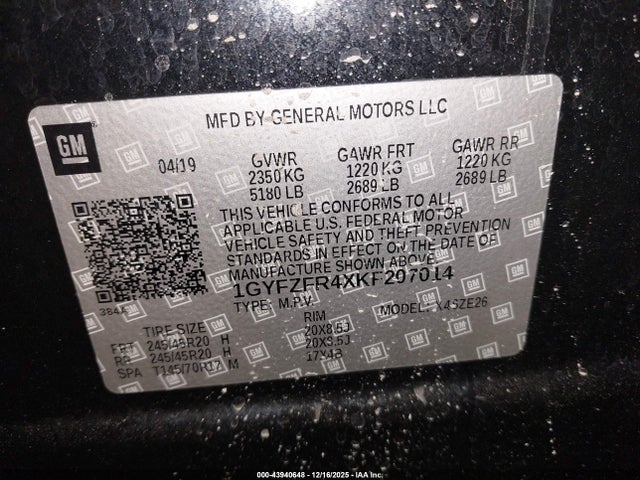 MFD BY GENERAL MOTORS LLC
GM
04/19 GVWR GAWR FRT GAWR RR
2350 KG 1220 KG 1220 KG
5180 LB 2689 LB 2689 LB
THIS VEHICLE CONFORMS TO ALL
APPLICABLE U.S. FEDERAL MOTOR
VEHICLE SAFETY AND THEFT PREVENTION
STANDARDS IN EFFECT ON THE DATE OF
MANUFACTURE SHOWN ABOVE.
1GYFZFR4XKF297014
TYPE: M.P.V. MODEL: X4SZE26
TIRE SIZE RIM
FRT 245/45R20 H 20X8.5J
RR 245/45R20 H 20X8.5J
SPA T145/70R17 M 17X4B
000-43940648 - 12/16/2025 - IAA Inc.